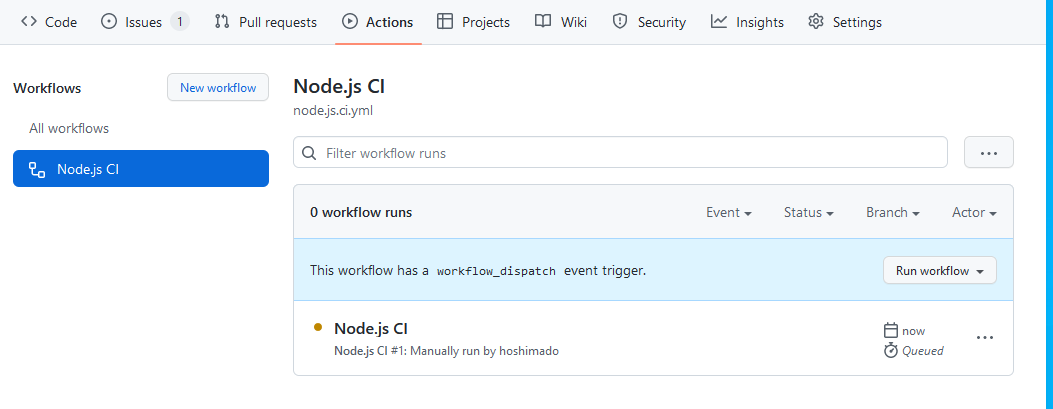 Code Issues 1 Pull requests Actions Projects Wiki Security Insights Settings
Workflows
New workflow
All workflows
Node.js CI
Node.js CI
node.js.ci.yml
Filter workflow runs
0 workflow runs Event Status Branch Actor
This workflow has a workflow_dispatch event trigger. Run workflow
Node.js CI now
Node.js CI #1: Manually run by hoshimado Queued